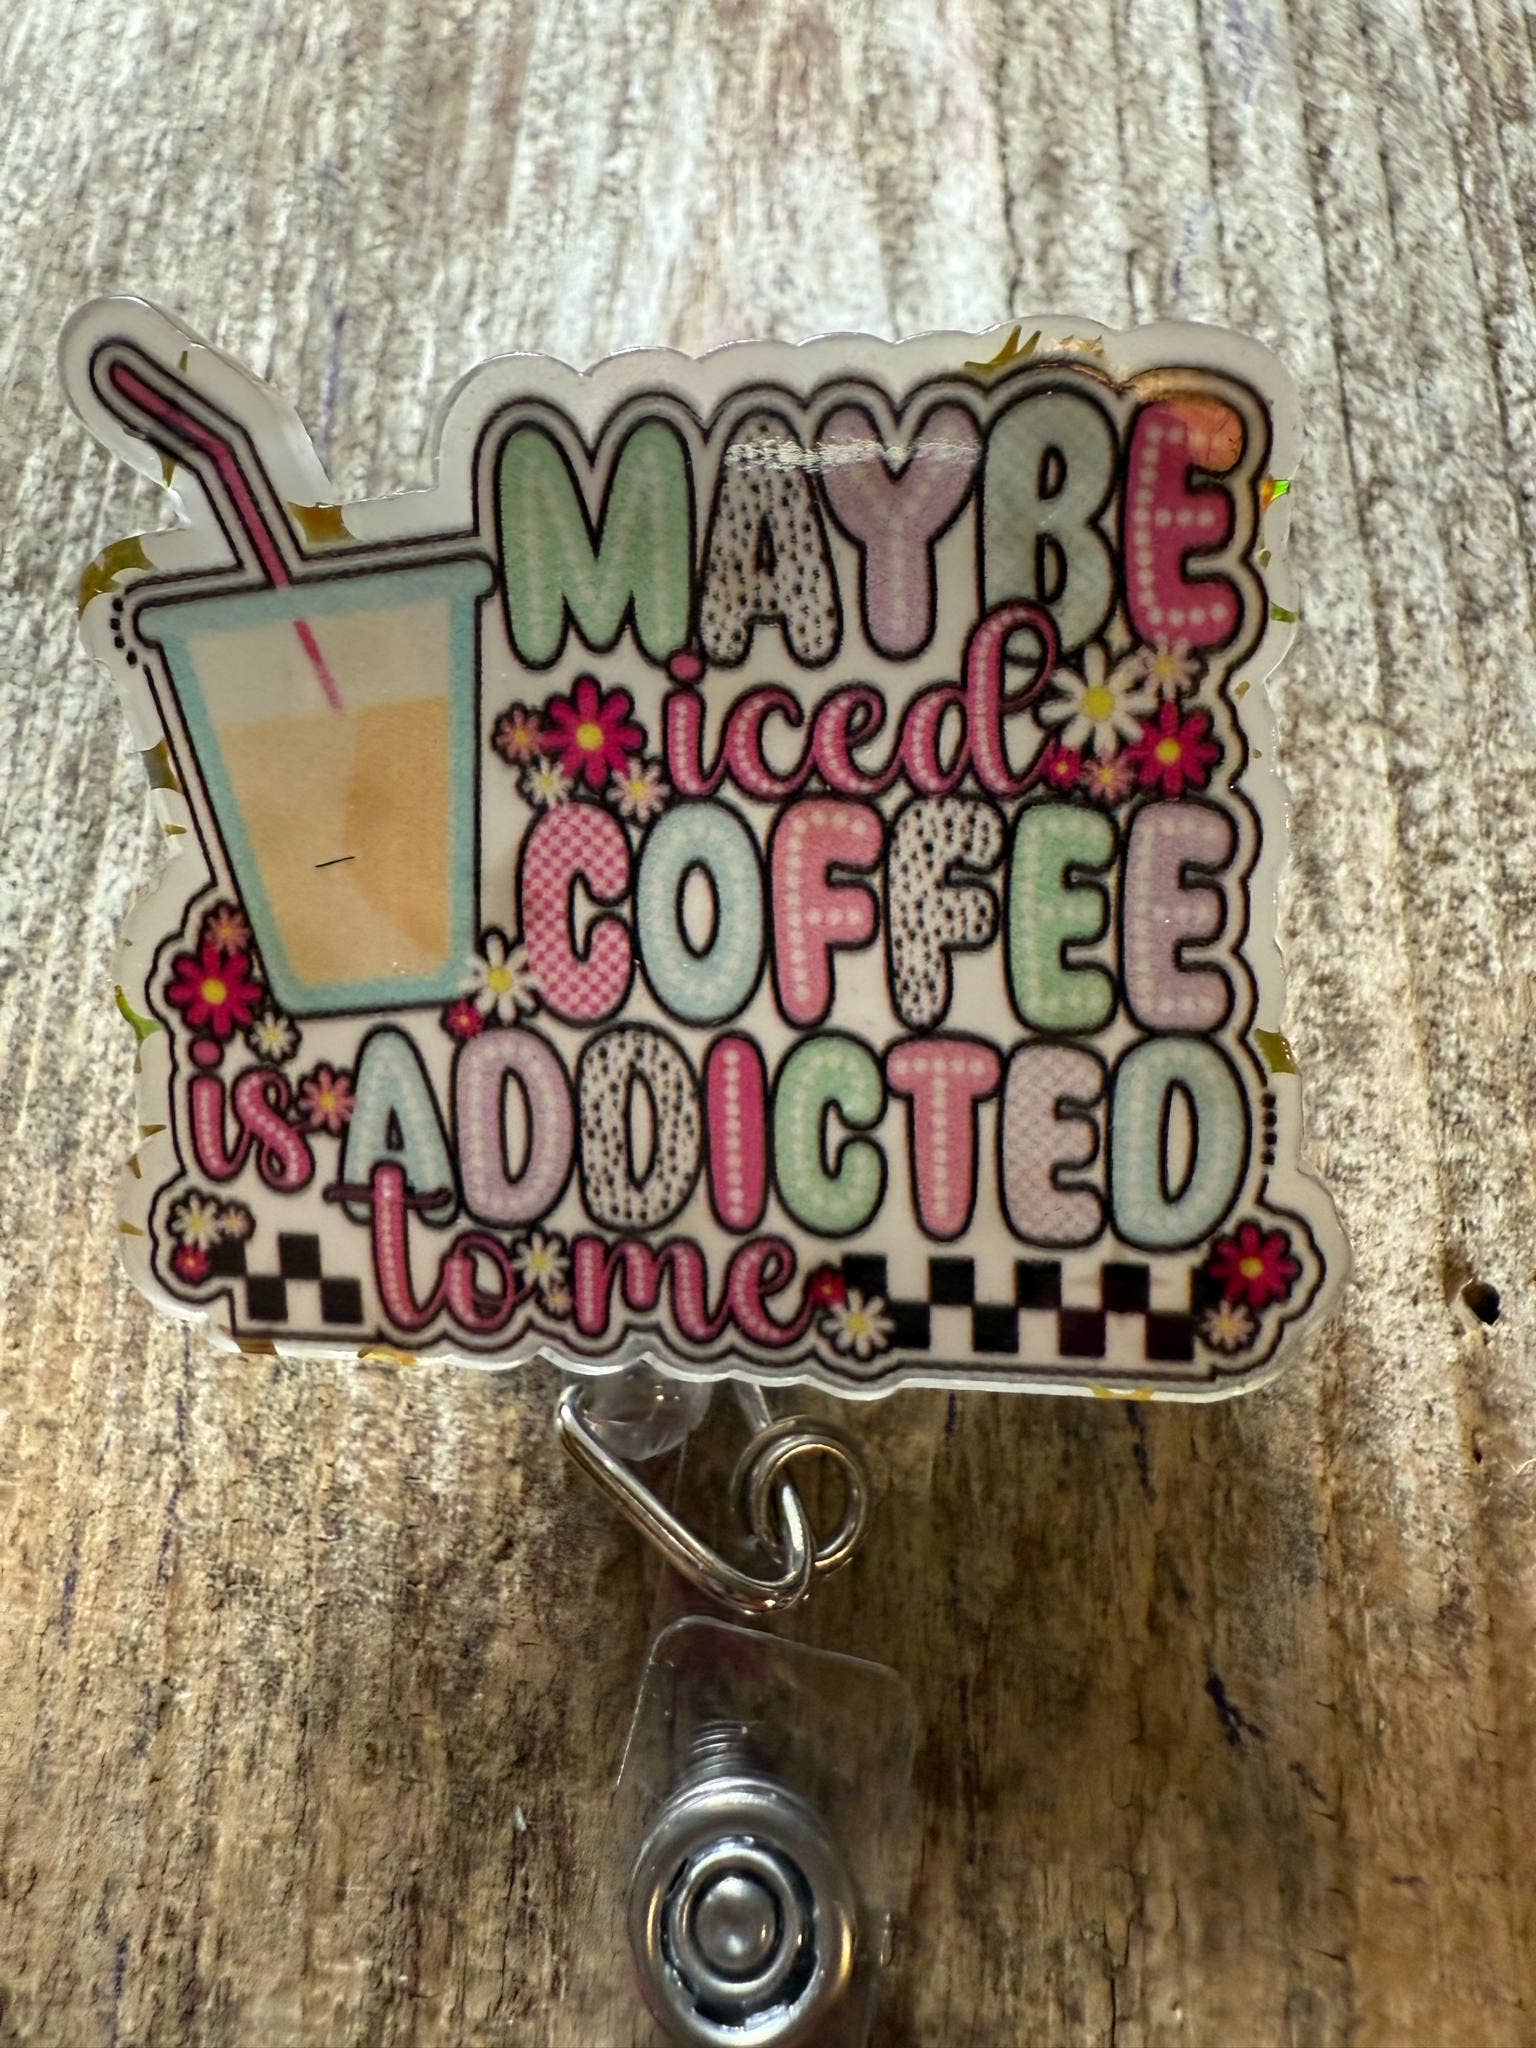 MAYBE
iced
COFFEE
is ADDICTED
to me